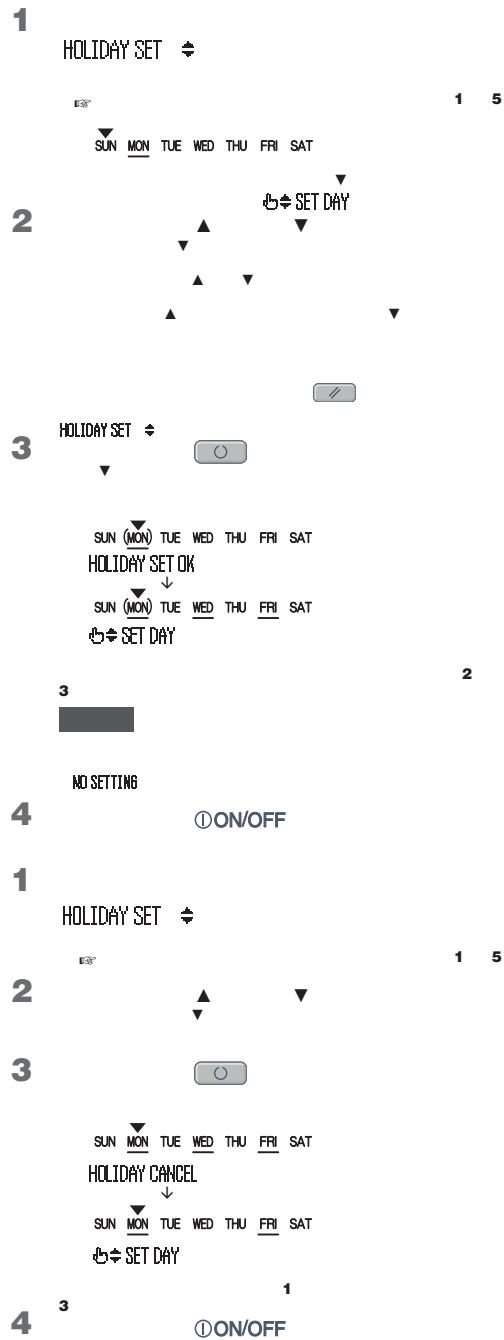 1
HOLIDAY SET
☞ 1 5
▼
SUN MON TUE WED THU FRI SAT
▼
SET DAY
2 ▲ ▼
▼
▲ ▼
▲ ▼
HOLIDAY SET
3
▼
▼
SUN (MON) TUE WED THU FRI SAT
HOLIDAY SET OK
↓
▼
SUN (MON) TUE WED THU FRI SAT
SET DAY
2
3
NO SETTING
4 ON/OFF
1
HOLIDAY SET
☞ 1 5
2 ▲ ▼
▼
3
▼
SUN MON TUE WED THU FRI SAT
HOLIDAY CANCEL
↓
▼
SUN MON TUE WED THU FRI SAT
SET DAY
1
3
4 ON/OFF